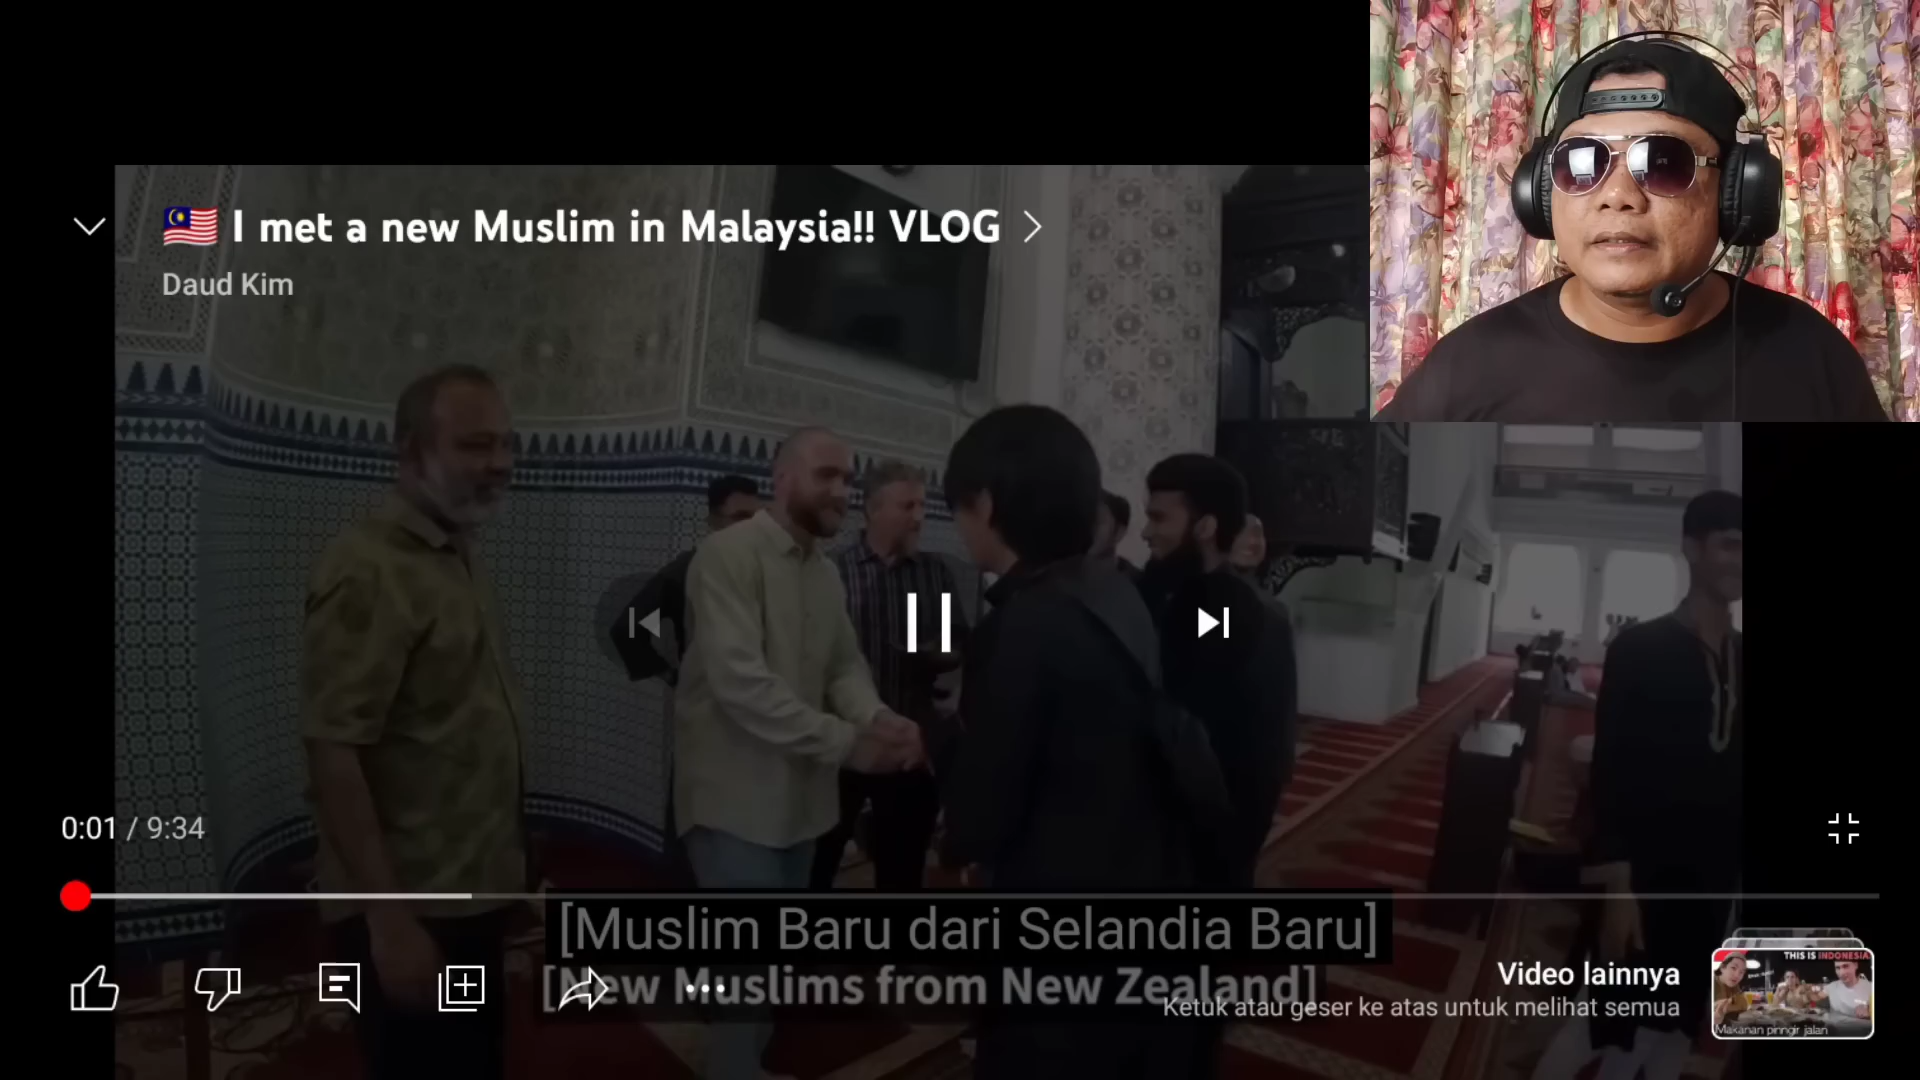 I met a new Muslim in Malaysia!! VLOG
Daud Kim
0:01 / 9:34
[Muslim Baru dari Selandia Baru]
[New Muslims from New Zealand]
Video lainnya
Ketuk atau geser ke atas untuk melihat semua
THIS IS INDONESIA
Makanan pinngir jalan